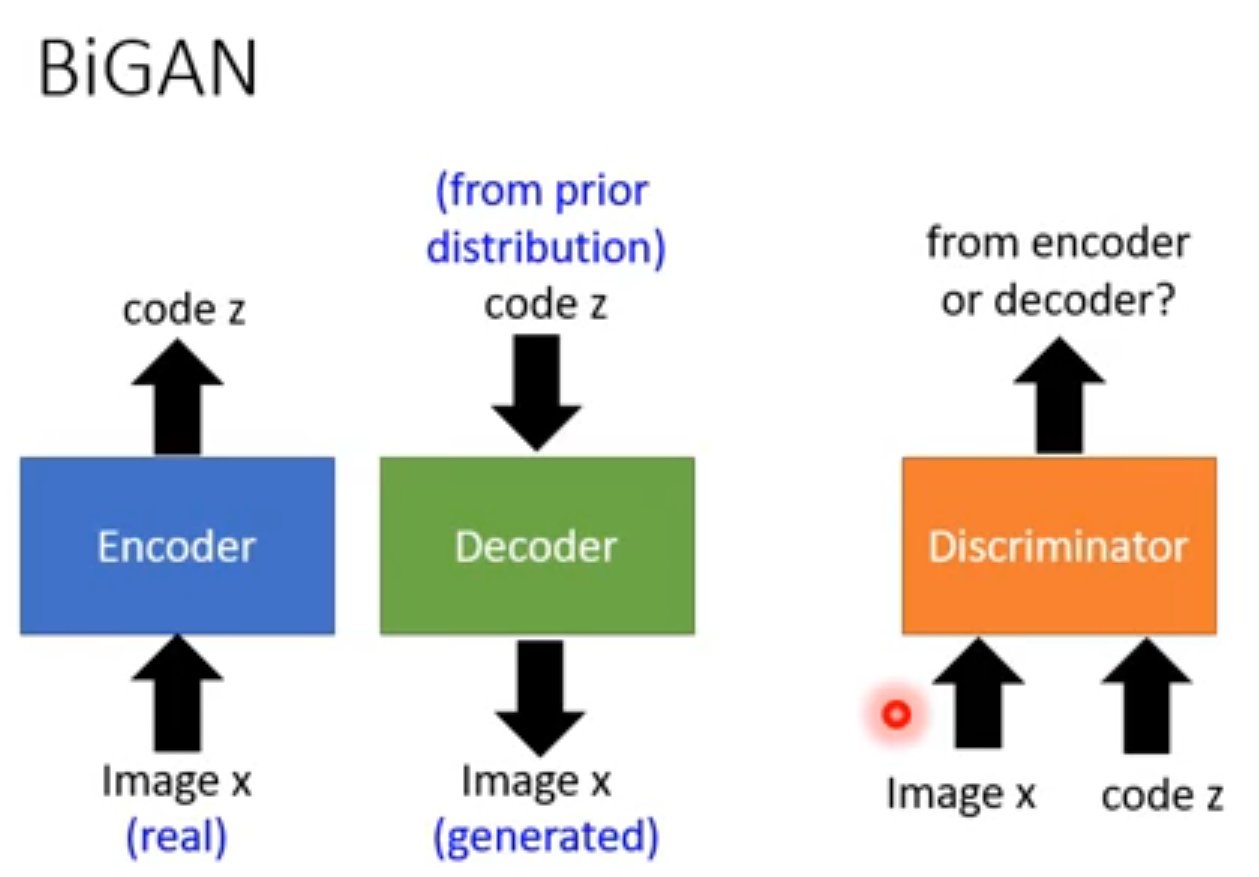 BiGAN
code z
Encoder
Image x
(real)
(from prior
distribution)
code z
Decoder
Image x
(generated)
from encoder
or decoder?
Discriminator
Image x
code z